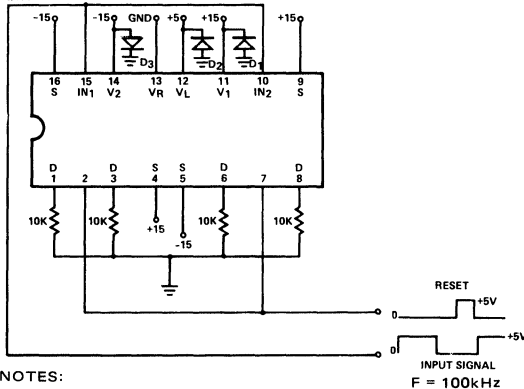 -15 -15 GND +5 +15 +15
D3 D2 D1
16 15 14 13 12 11 10 9
S IN1 V2 VR VL V1 IN2 S
D D S S D D
1 2 3 4 5 6 7 8
10K 10K +15 -15 10K 10K
RESET
0 +5V
0 +5V
INPUT SIGNAL
NOTES:
F = 100kHz